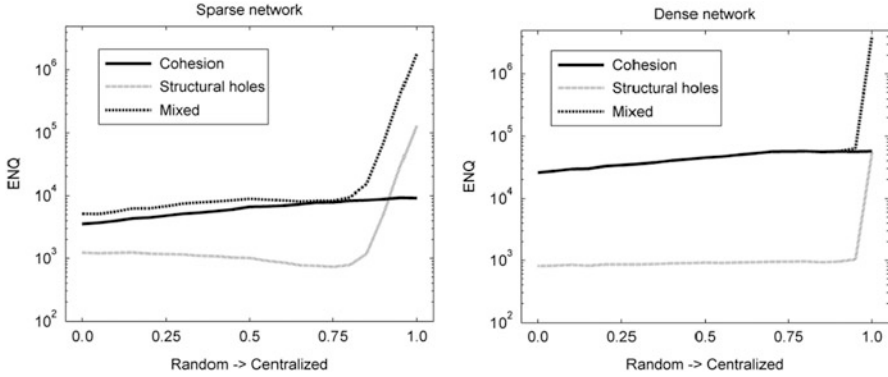 Sparse network
10^6
10^5
10^4
10^3
10^2
ENQ
Cohesion
Structural holes
Mixed
0.0
0.25
0.5
0.75
1.0
Random -> Centralized
Dense network
10^6
10^5
10^4
10^3
10^2
ENQ
Cohesion
Structural holes
Mixed
0.0
0.25
0.5
0.75
1.0
Random -> Centralized